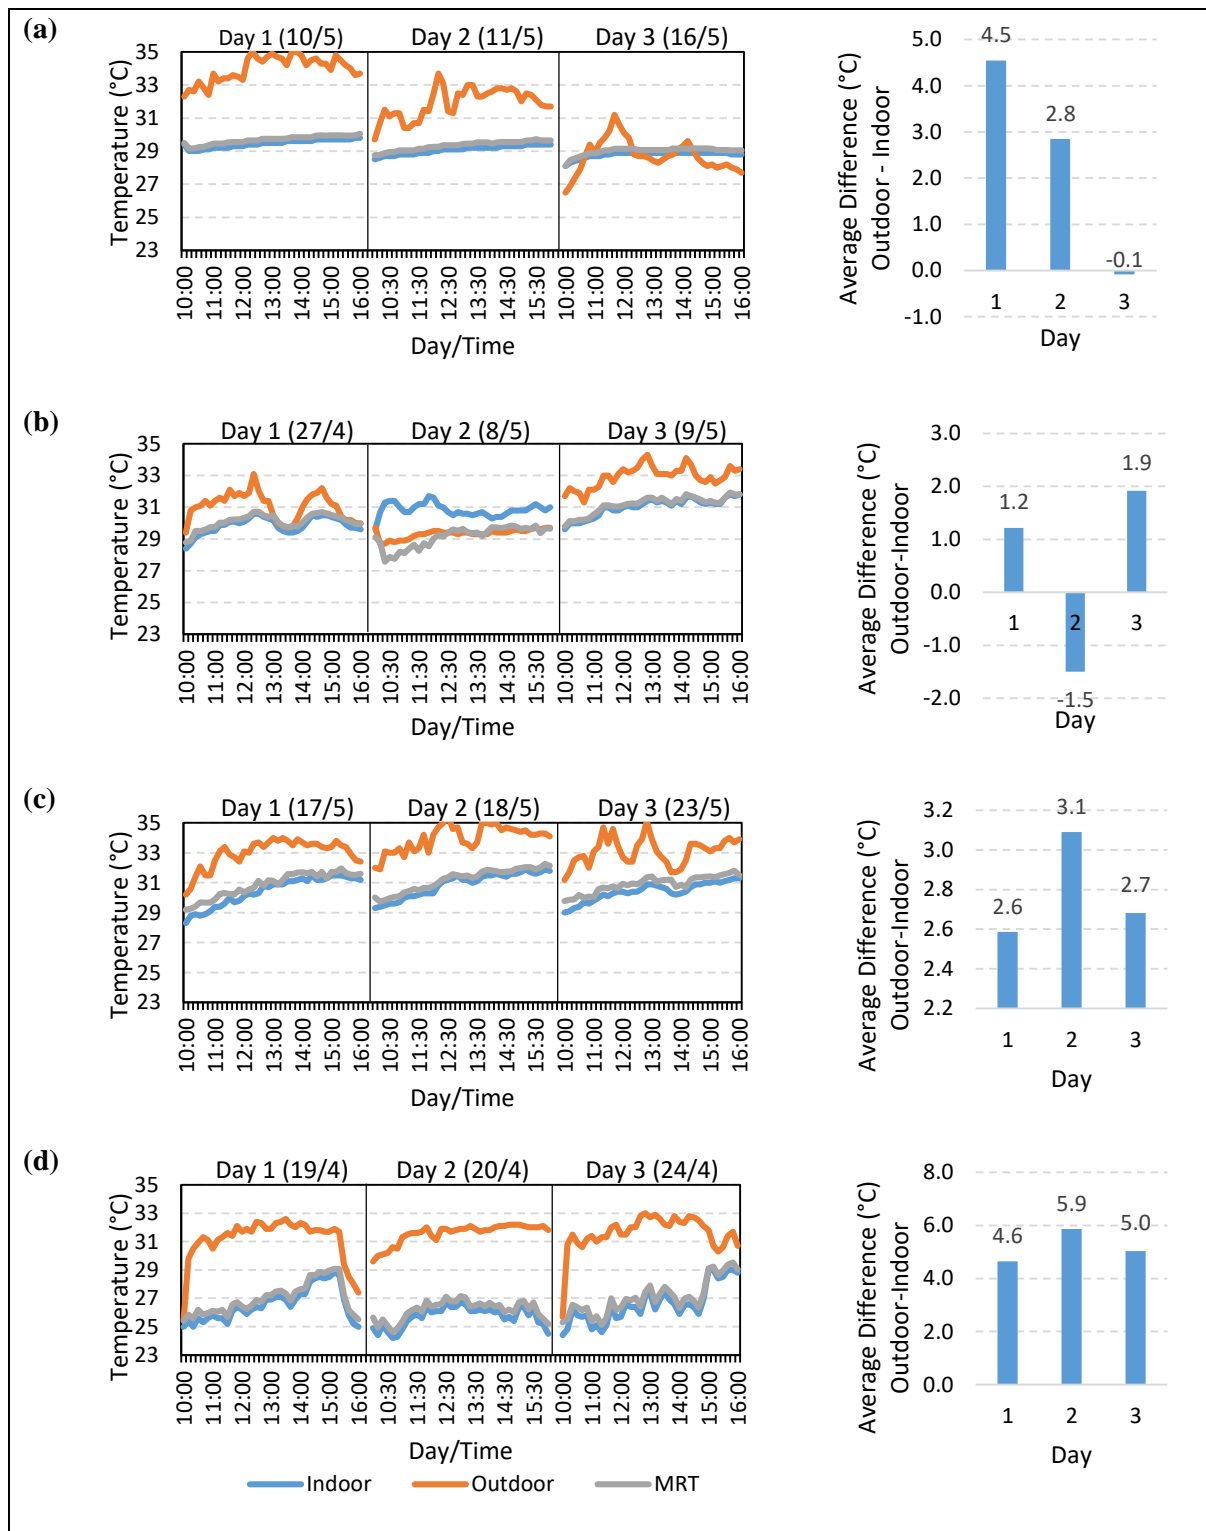 (a)
Day 1 (10/5) Day 2 (11/5) Day 3 (16/5)
Temperature (°C)
35
33
31
29
27
25
23
10:00 11:00 12:00 13:00 14:00 15:00 16:00 10:30 11:30 12:30 13:30 14:30 15:30 10:00 11:00 12:00 13:00 14:00 15:00 16:00
Day/Time
Average Difference (°C)
Outdoor - Indoor
5.0
4.0
3.0
2.0
1.0
0.0
-1.0
4.5
2.8
-0.1
1 2 3
Day
(b)
Day 1 (27/4) Day 2 (8/5) Day 3 (9/5)
Temperature (°C)
35
33
31
29
27
25
23
10:00 11:00 12:00 13:00 14:00 15:00 16:00 10:30 11:30 12:30 13:30 14:30 15:30 10:00 11:00 12:00 13:00 14:00 15:00 16:00
Day/Time
Average Difference (°C)
Outdoor-Indoor
3.0
2.0
1.0
0.0
-1.0
-2.0
1.2
1.9
1 2 3
-1.5
Day
(c)
Day 1 (17/5) Day 2 (18/5) Day 3 (23/5)
Temperature (°C)
35
33
31
29
27
25
23
10:00 11:00 12:00 13:00 14:00 15:00 16:00 10:30 11:30 12:30 13:30 14:30 15:30 10:00 11:00 12:00 13:00 14:00 15:00 16:00
Day/Time
Average Difference (°C)
Outdoor-Indoor
3.2
3.0
2.8
2.6
2.4
2.2
2.6
3.1
2.7
1 2 3
Day
(d)
Day 1 (19/4) Day 2 (20/4) Day 3 (24/4)
Temperature (°C)
35
33
31
29
27
25
23
10:00 11:00 12:00 13:00 14:00 15:00 16:00 10:30 11:30 12:30 13:30 14:30 15:30 10:00 11:00 12:00 13:00 14:00 15:00 16:00
Day/Time
Indoor Outdoor MRT
Average Difference (°C)
Outdoor-Indoor
8.0
6.0
4.0
2.0
0.0
4.6
5.9
5.0
1 2 3
Day